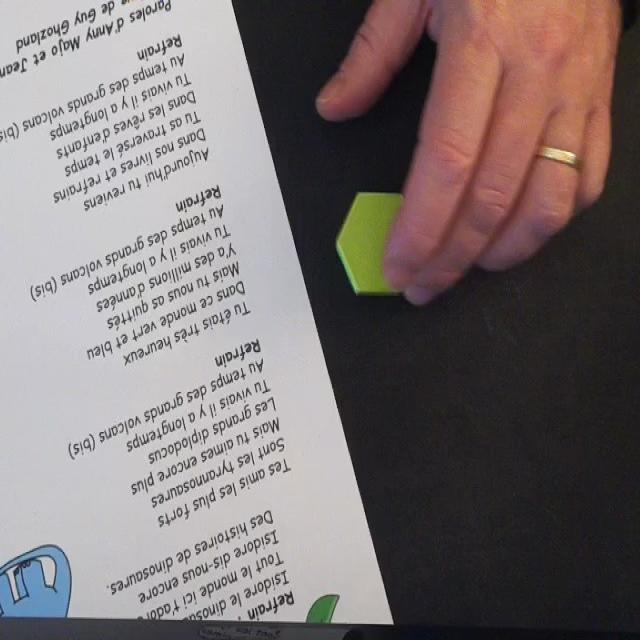 Refrain
Isidore le
Tout le monde ici
Isidore dis-nous encore
Des histoires de dinosaures.
Tes amis les plus forts
Sont les tyrannosaures
Mais tu aimes encore plus
Les grands diplodocus
Tu vivais il y a longtemps
Au temps des grands volcans (bis)
Refrain
Tu étais très heureux
Dans ce monde vert et bleu
Mais tu nous as quittés
Y'a des millions d'années
Tu vivais il y a longtemps
Au temps des grands volcans (bis)
Refrain
Aujourd'hui tu reviens
Dans nos livres et refrains
Tu as traversé le temps
Dans les rêves d'enfants
Tu vivais il y a longtemps
Au temps des grands volcans (bis)
Refrain
Paroles d'Anny Majo et Jean
de Guy Ghozland